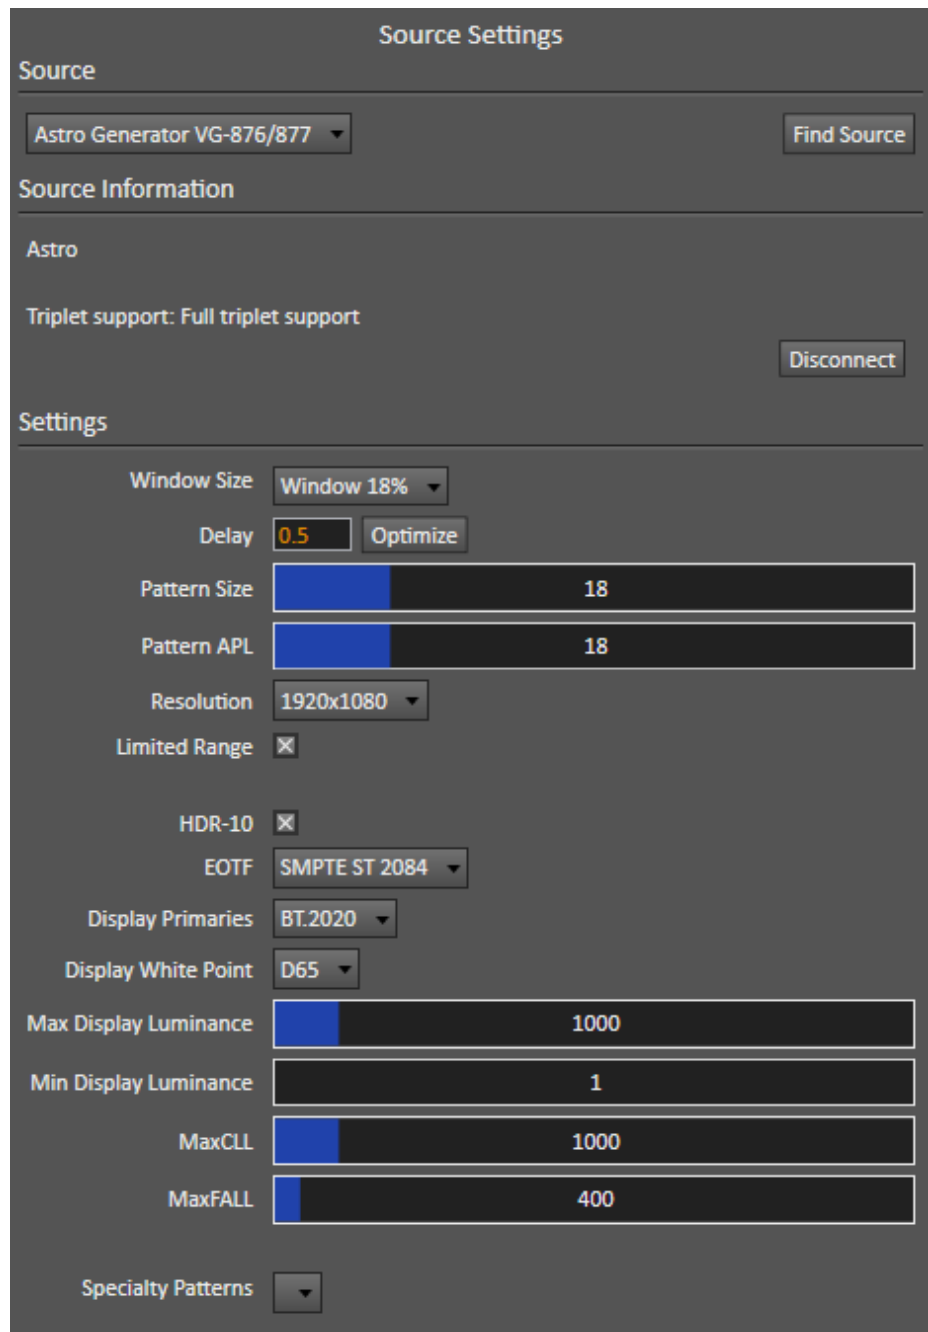 Source Settings
Source
Astro Generator VG-876/877
Find Source
Source Information
Astro
Triplet support: Full triplet support
Disconnect
Settings
Window Size Window 18%
Delay 0.5 Optimize
Pattern Size 18
Pattern APL 18
Resolution 1920x1080
Limited Range
HDR-10
EOTF SMPTE ST 2084
Display Primaries BT.2020
Display White Point D65
Max Display Luminance 1000
Min Display Luminance 1
MaxCLL 1000
MaxFALL 400
Specialty Patterns